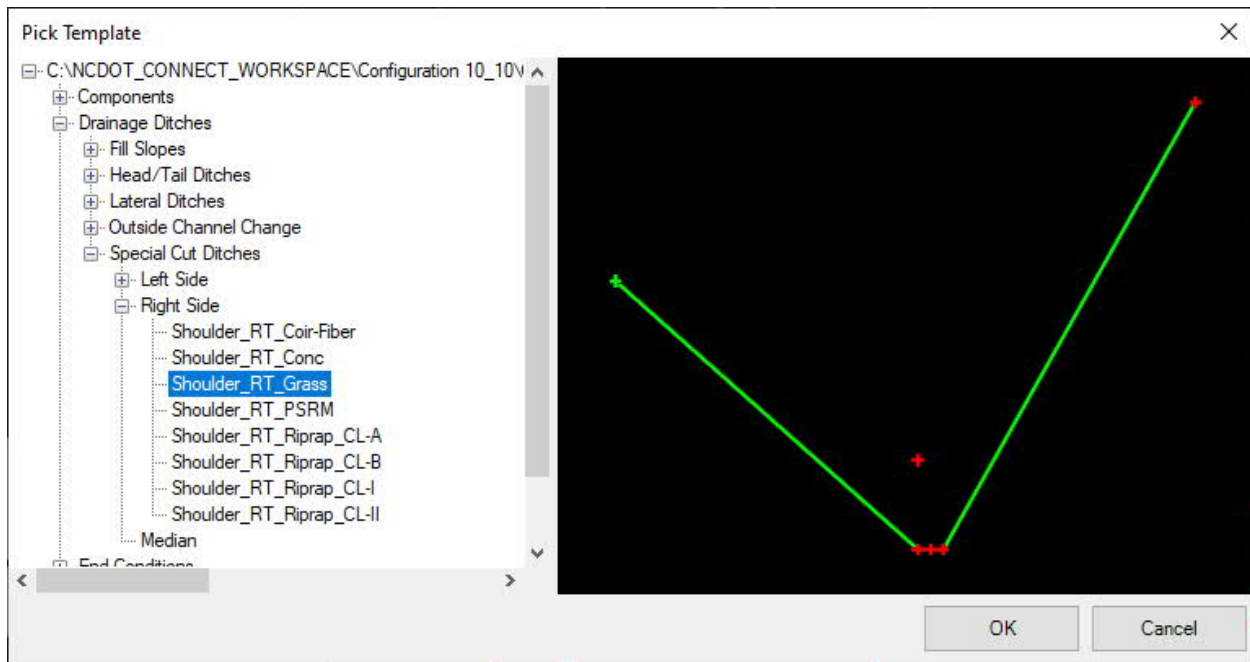 Pick Template
C:\NCDOT_CONNECT_WORKSPACE\Configuration 10_10\
Components
Drainage Ditches
Fill Slopes
Head/Tail Ditches
Lateral Ditches
Outside Channel Change
Special Cut Ditches
Left Side
Right Side
Shoulder_RT_Coir-Fiber
Shoulder_RT_Conc
Shoulder_RT_Grass
Shoulder_RT_PSRM
Shoulder_RT_Riprap_CL-A
Shoulder_RT_Riprap_CL-B
Shoulder_RT_Riprap_CL-I
Shoulder_RT_Riprap_CL-II
Median
End Conditions
OK
Cancel